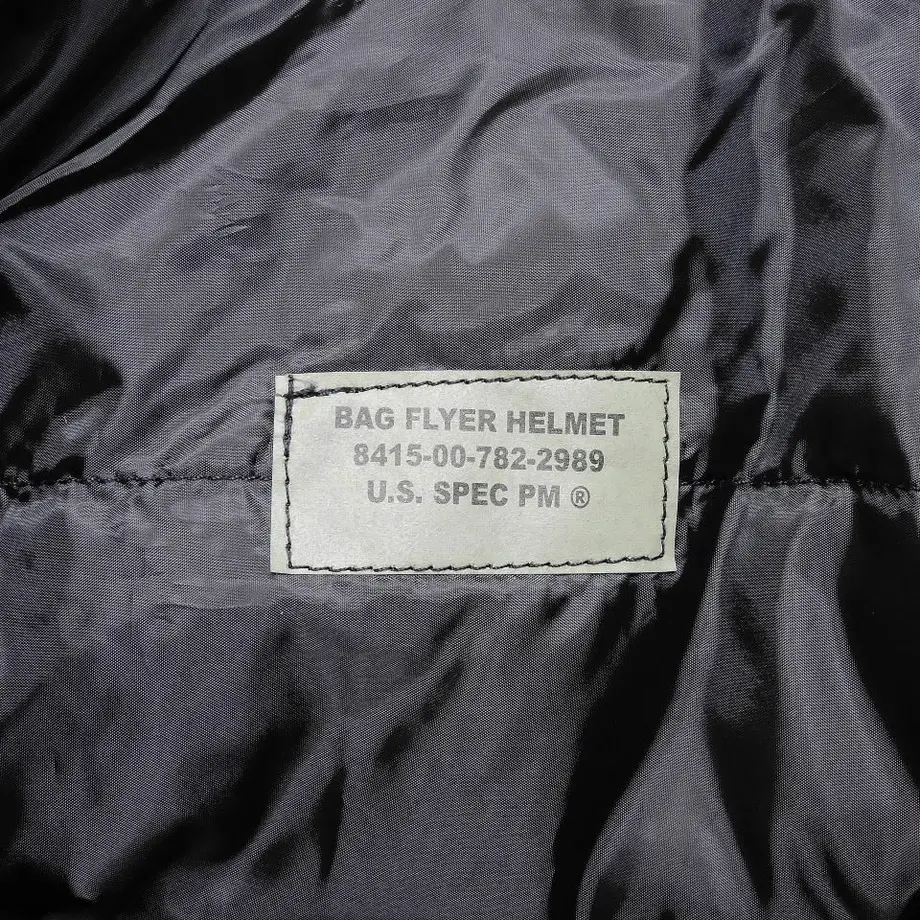 BAG FLYER HELMET
8415-00-782-2989
U.S. SPEC PM ®